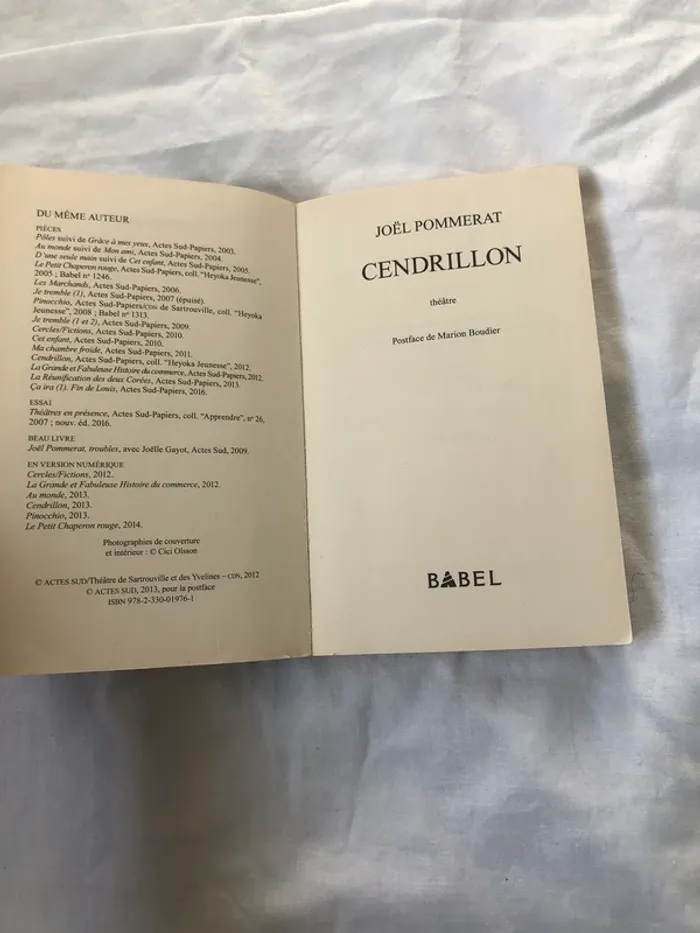 DU MÊME AUTEUR
PIÈCES
Pôles suivi de Grâce à mes yeux, Actes Sud-Papiers, 2003.
Au monde suivi de Mon ami, Actes Sud-Papiers, 2004.
D'une seule main suivi de Cet enfant, Actes Sud-Papiers, 2005.
Le Petit Chaperon rouge, Actes Sud-Papiers, coll. "Heyoka Jeunesse",
2005 ; Babel nº 1246.
Les Marchands, Actes Sud-Papiers, 2006.
Je tremble (1), Actes Sud-Papiers, 2007 (épuisé).
Pinocchio, Actes Sud-Papiers/CDN de Sartrouville, coll. "Heyoka
Jeunesse", 2008 ; Babel nº 1313.
Je tremble (1 et 2), Actes Sud-Papiers, 2009.
Cercles/Fictions, Actes Sud-Papiers, 2010.
Cet enfant, Actes Sud-Papiers, 2010.
Ma chambre froide, Actes Sud-Papiers, 2011.
Cendrillon, Actes Sud-Papiers, coll. "Heyoka Jeunesse", 2012.
La Grande et Fabuleuse Histoire du commerce, Actes Sud-Papiers, 2012.
La Réunification des deux Corées, Actes Sud-Papiers, 2013.
Ça ira (1). Fin de Louis, Actes Sud-Papiers, 2016.
ESSAI
Théâtres en présence, Actes Sud-Papiers, coll. "Apprendre", nº 26,
2007 ; nouv. éd. 2016.
BEAU LIVRE
Joël Pommerat, troubles, avec Joëlle Gayot, Actes Sud, 2009.
EN VERSION NUMÉRIQUE
Cercles/Fictions, 2012.
La Grande et Fabuleuse Histoire du commerce, 2012.
Au monde, 2013.
Cendrillon, 2013.
Pinocchio, 2013.
Le Petit Chaperon rouge, 2014.
Photographies de couverture
et intérieur : © Cici Olsson
© ACTES SUD/Théâtre de Sartrouville et des Yvelines – CDN, 2012
© ACTES SUD, 2013, pour la postface
ISBN 978-2-330-01976-1
JOËL POMMERAT
CENDRILLON
théâtre
Postface de Marion Boudier
BABEL